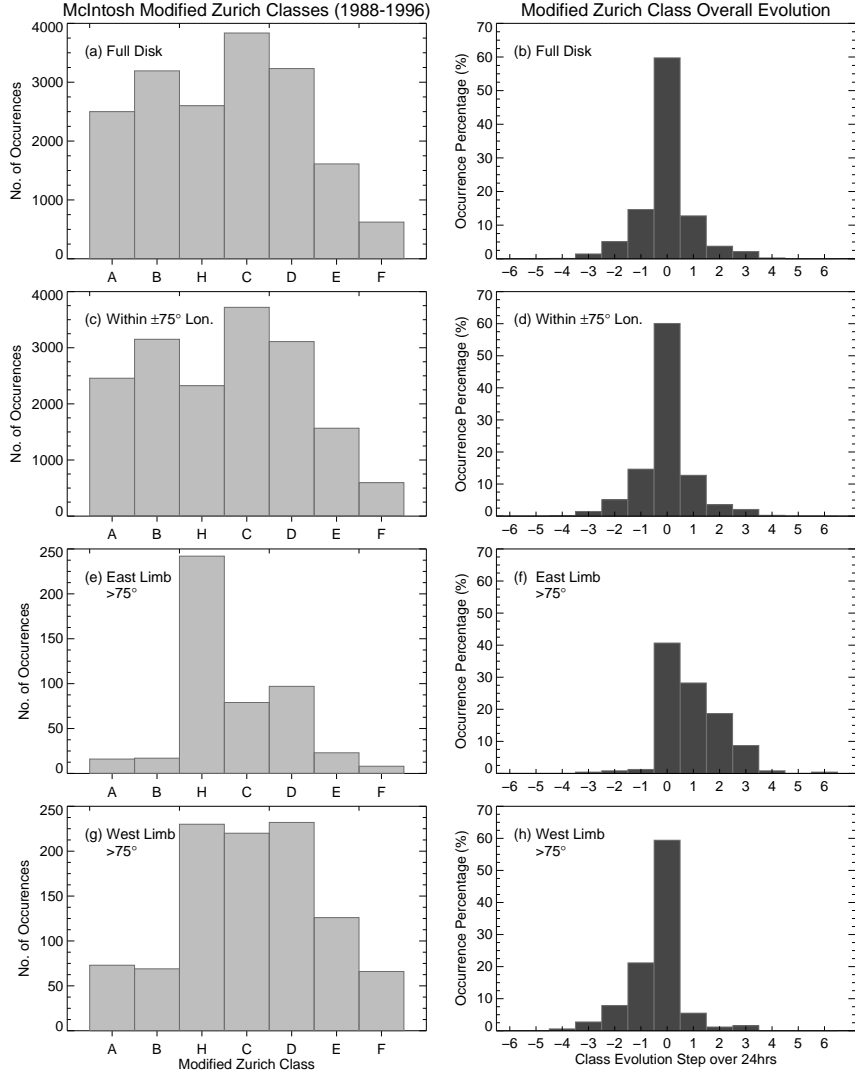 McIntosh Modified Zurich Classes (1988-1996)
Modified Zurich Class Overall Evolution
(a) Full Disk
No. of Occurences
4000
3000
2000
1000
0
A B H C D E F
(b) Full Disk
Occurrence Percentage (%)
70
60
50
40
30
20
10
0
−6 −5 −4 −3 −2 −1 0 1 2 3 4 5 6
(c) Within ±75° Lon.
No. of Occurences
4000
3000
2000
1000
0
A B H C D E F
(d) Within ±75° Lon.
Occurrence Percentage (%)
70
60
50
40
30
20
10
0
−6 −5 −4 −3 −2 −1 0 1 2 3 4 5 6
(e) East Limb
>75°
No. of Occurences
250
200
150
100
50
0
A B H C D E F
(f) East Limb
>75°
Occurrence Percentage (%)
70
60
50
40
30
20
10
0
−6 −5 −4 −3 −2 −1 0 1 2 3 4 5 6
(g) West Limb
>75°
No. of Occurences
250
200
150
100
50
0
A B H C D E F
Modified Zurich Class
(h) West Limb
>75°
Occurrence Percentage (%)
70
60
50
40
30
20
10
0
−6 −5 −4 −3 −2 −1 0 1 2 3 4 5 6
Class Evolution Step over 24hrs